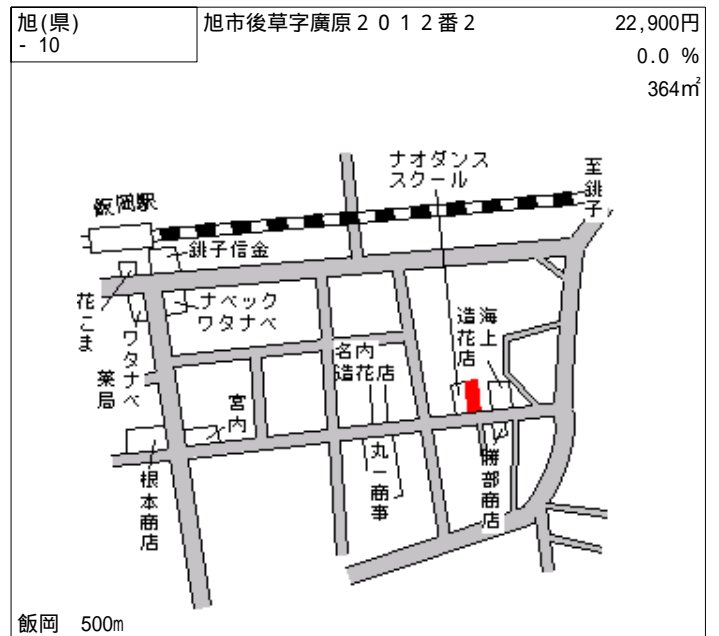 旭(県)
- 10
旭市後草字廣原２０１２番２
22,900円
0.0 %
364㎡
ナオダンス
スクール
至銚子
飯岡駅
銚子信金
花こま
ナベック
ワタナベ
ワタナベ
薬局
海上
造花店
名内
造花店
宮内
丸一商事
勝部商店
根本商店
飯岡　500m